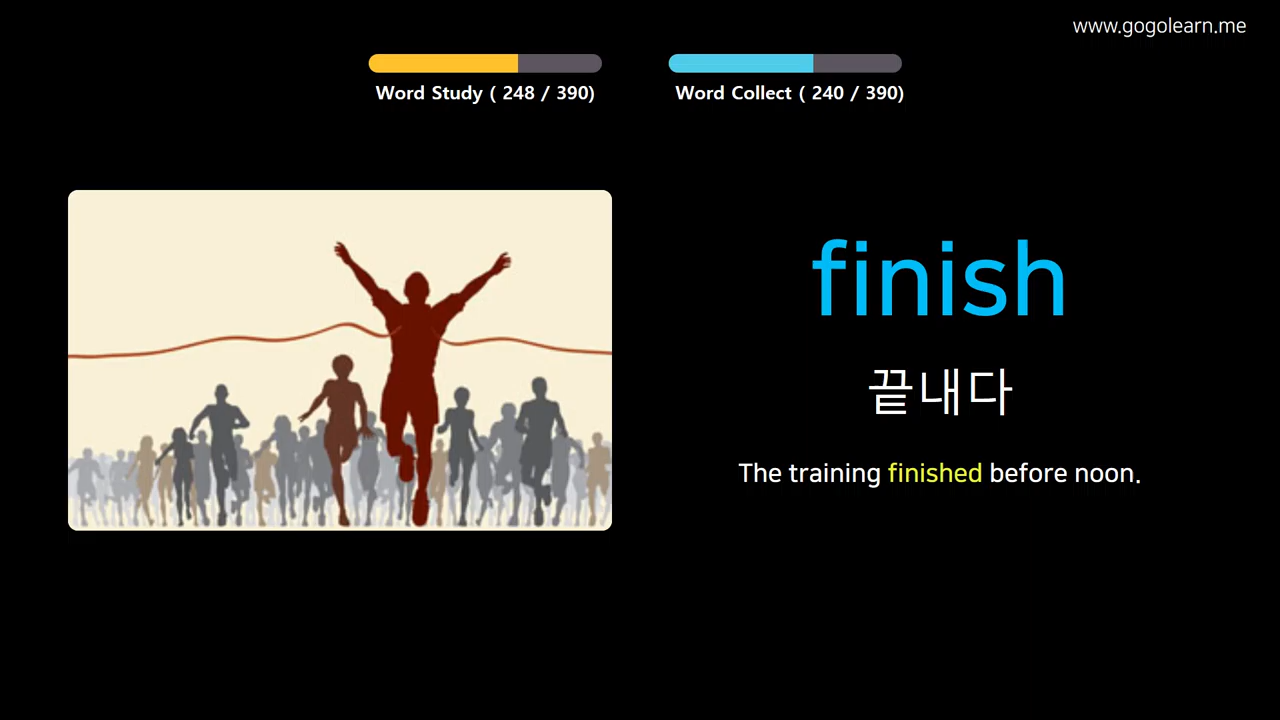 www.gogolearn.me
Word Study ( 248 / 390)
Word Collect ( 240 / 390)
finish
끝내다
The training finished before noon.